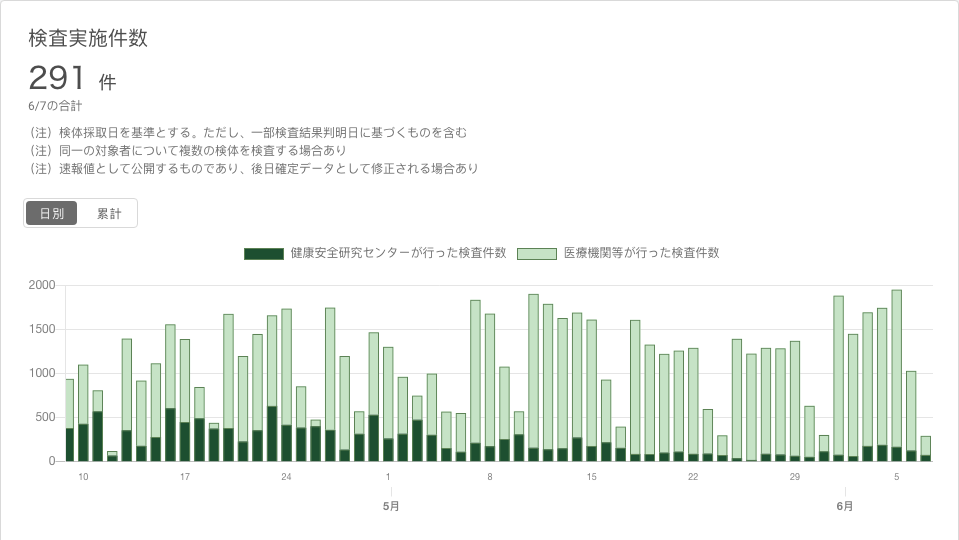 検査実施件数
291 件
6/7の合計
（注）検体採取日を基準とする。ただし、一部検査結果判明日に基づくものを含む
（注）同一の対象者について複数の検体を検査する場合あり
（注）速報値として公開するものであり、後日確定データとして修正される場合あり
日別 累計
健康安全研究センターが行った検査件数 医療機関等が行った検査件数
2000
1500
1000
500
0
10 17 24 1 8 15 22 29 5
5月 6月